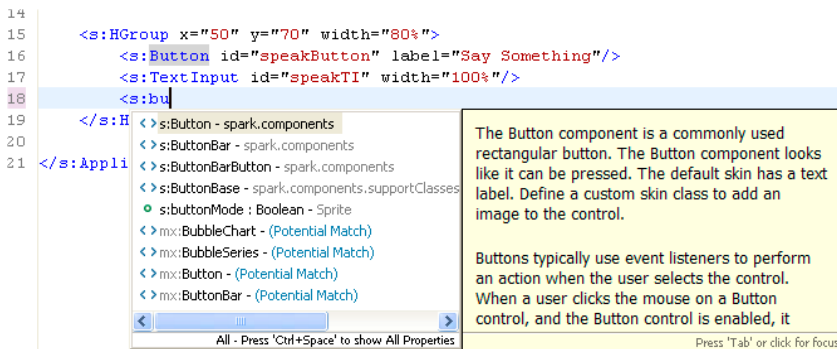 14
15 <s:HGroup x="50" y="70" width="80%">
16 <s:Button id="speakButton" label="Say Something"/>
17 <s:TextInput id="speakTI" width="100%"/>
18 <s:bu
19 </s:H
20
21 </s:Appli
<> s:Button - spark.components
<> s:ButtonBar - spark.components
<> s:ButtonBarButton - spark.components
<> s:ButtonBase - spark.components.supportClasses
s:buttonMode : Boolean - Sprite
<> mx:BubbleChart - (Potential Match)
<> mx:BubbleSeries - (Potential Match)
<> mx:Button - (Potential Match)
<> mx:ButtonBar - (Potential Match)
All - Press 'Ctrl+Space' to show All Properties
The Button component is a commonly used
rectangular button. The Button component looks
like it can be pressed. The default skin has a text
label. Define a custom skin class to add an
image to the control.
Buttons typically use event listeners to perform
an action when the user selects the control.
When a user clicks the mouse on a Button
control, and the Button control is enabled, it
Press 'Tab' or click for focus